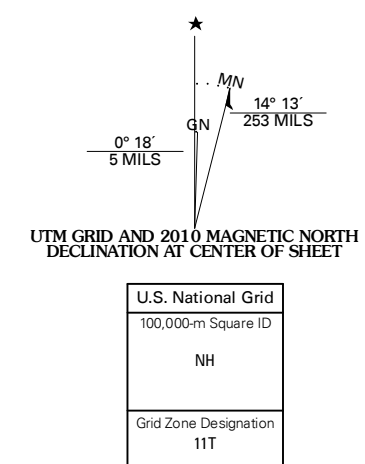 MN
GN
14° 13´
253 MILS
0° 18´
5 MILS
UTM GRID AND 2010 MAGNETIC NORTH
DECLINATION AT CENTER OF SHEET
U.S. National Grid
100,000-m Square ID
NH
Grid Zone Designation
11T